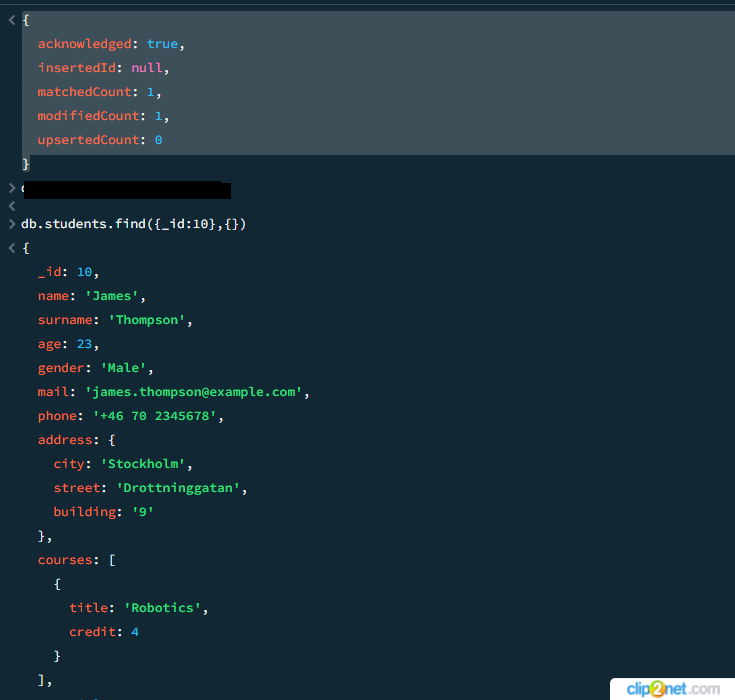 {
acknowledged: true,
insertedId: null,
matchedCount: 1,
modifiedCount: 1,
upsertedCount: 0
}
db.students.find({_id:10},{})
{
_id: 10,
name: 'James',
surname: 'Thompson',
age: 23,
gender: 'Male',
mail: 'james.thompson@example.com',
phone: '+46 70 2345678',
address: {
city: 'Stockholm',
street: 'Drottninggatan',
building: '9'
},
courses: [
{
title: 'Robotics',
credit: 4
}
],
clip2net.com